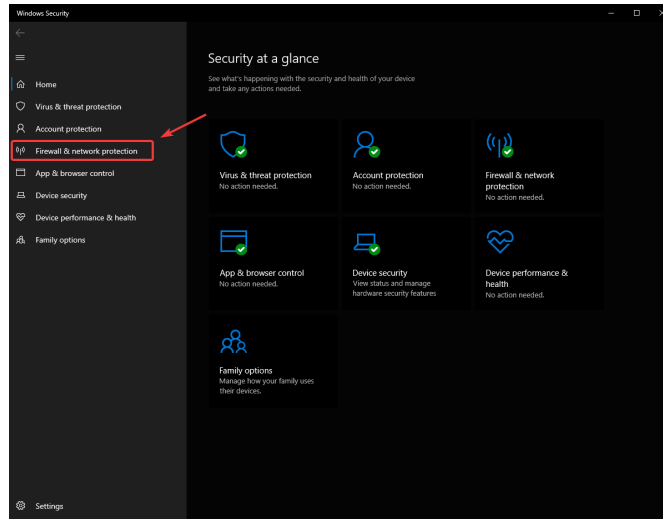 Windows Security
Home
Virus & threat protection
Account protection
Firewall & network protection
App & browser control
Device security
Device performance & health
Family options
Settings
Security at a glance
See what's happening with the security and health of your device
and take any actions needed.
Virus & threat protection
No action needed.
Account protection
No action needed.
Firewall & network
protection
No action needed.
App & browser control
No action needed.
Device security
View status and manage
hardware security features
Device performance &
health
No action needed.
Family options
Manage how your family uses
their devices.